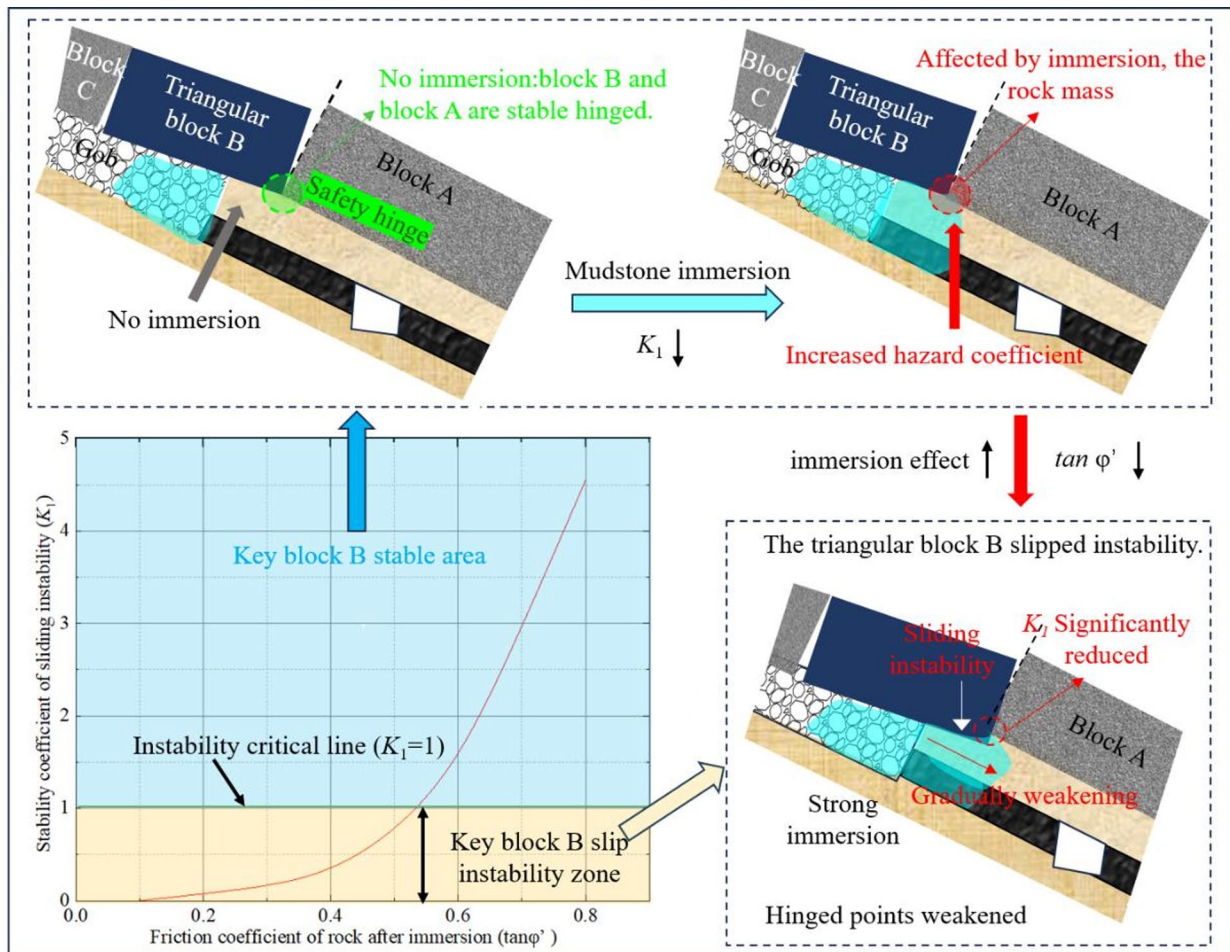 Block
C
Triangular
block B
Gob
No immersion:block B and
block A are stable hinged.
Safety hinge
Block A
No immersion
Mudstone immersion
K₁ ↓
Block
C
Triangular
block B
Gob
Affected by immersion, the
rock mass
Block A
Increased hazard coefficient
immersion effect ↑ tan φ’ ↓
5
4
3
2
1
0
Stability coefficient of sliding instability (K₁)
Key block B stable area
Instability critical line (K₁=1)
Key block B slip
instability zone
0.0 0.2 0.4 0.6 0.8
Friction coefficient of rock after immersion (tanφ’ )
The triangular block B slipped instability.
Sliding
instability
K₁ Significantly
reduced
Block A
Gradually weakening
Strong
immersion
Hinged points weakened